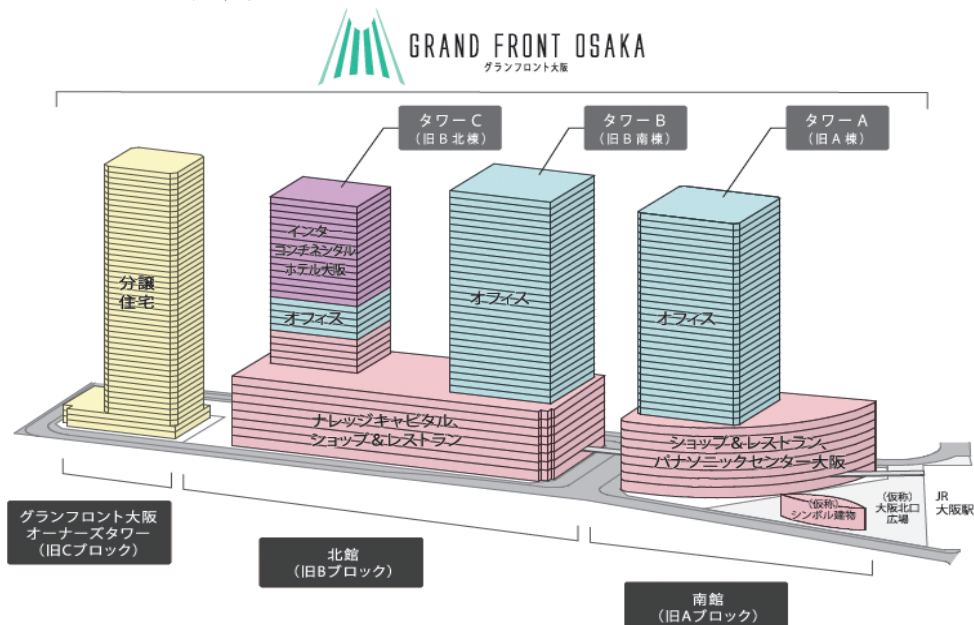 GRAND FRONT OSAKA
グランフロント大阪
タワーC
(旧B北棟)
タワーB
(旧B南棟)
タワーA
(旧A棟)
分譲
住宅
インター
コンチネンタル
ホテル大阪
オフィス
オフィス
オフィス
ナレッジキャピタル、
ショップ&レストラン
ショップ&レストラン、
パナソニックセンター大阪
(仮称)
シンボル建物
(仮称)
大阪北口
広場
JR
大阪駅
グランフロント大阪
オーナーズタワー
(旧Cブロック)
北館
(旧Bブロック)
南館
(旧Aブロック)